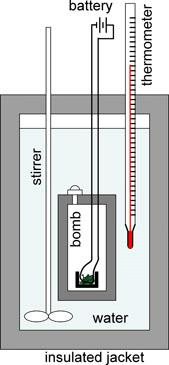 battery
thermometer
stirrer
bomb
water
insulated jacket